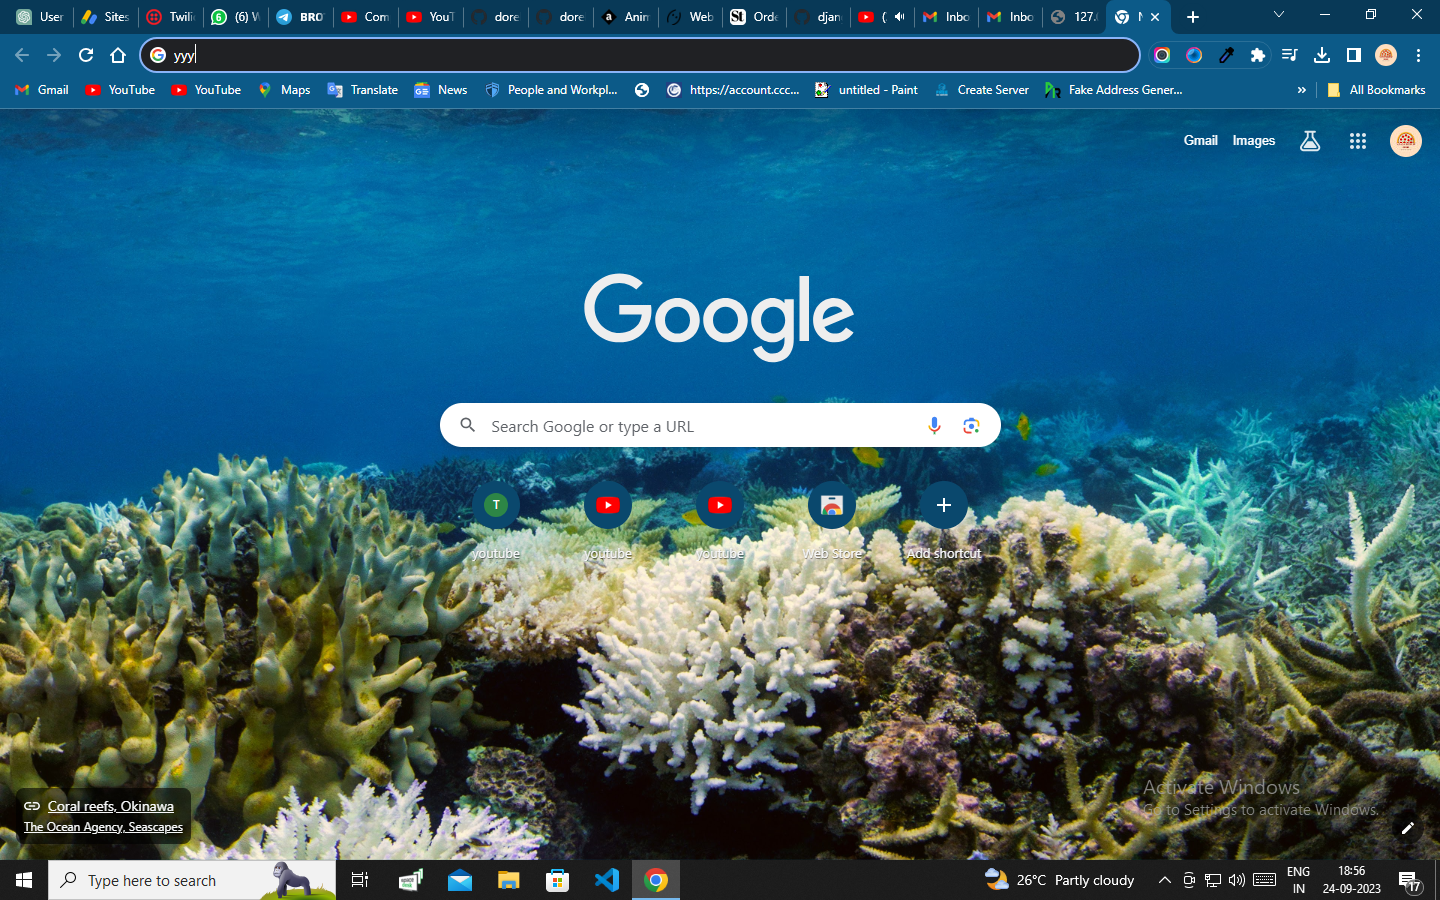 User
Sites
Twili
(6) W
BRO
Com
YouT
dore
dore
Anim
Web
Orde
djan
(
Inbo
Inbo
127.
N
yyy
Gmail
YouTube
YouTube
Maps
Translate
News
People and Workpl...
https://account.ccc...
untitled - Paint
Create Server
Fake Address Gener...
»
All Bookmarks
Gmail
Images
Google
Search Google or type a URL
T
youtube
youtube
youtube
Web Store
Add shortcut
Activate Windows
Go to Settings to activate Windows.
Coral reefs, Okinawa
The Ocean Agency, Seascapes
Type here to search
26°C Partly cloudy
ENG
IN
18:56
24-09-2023
17